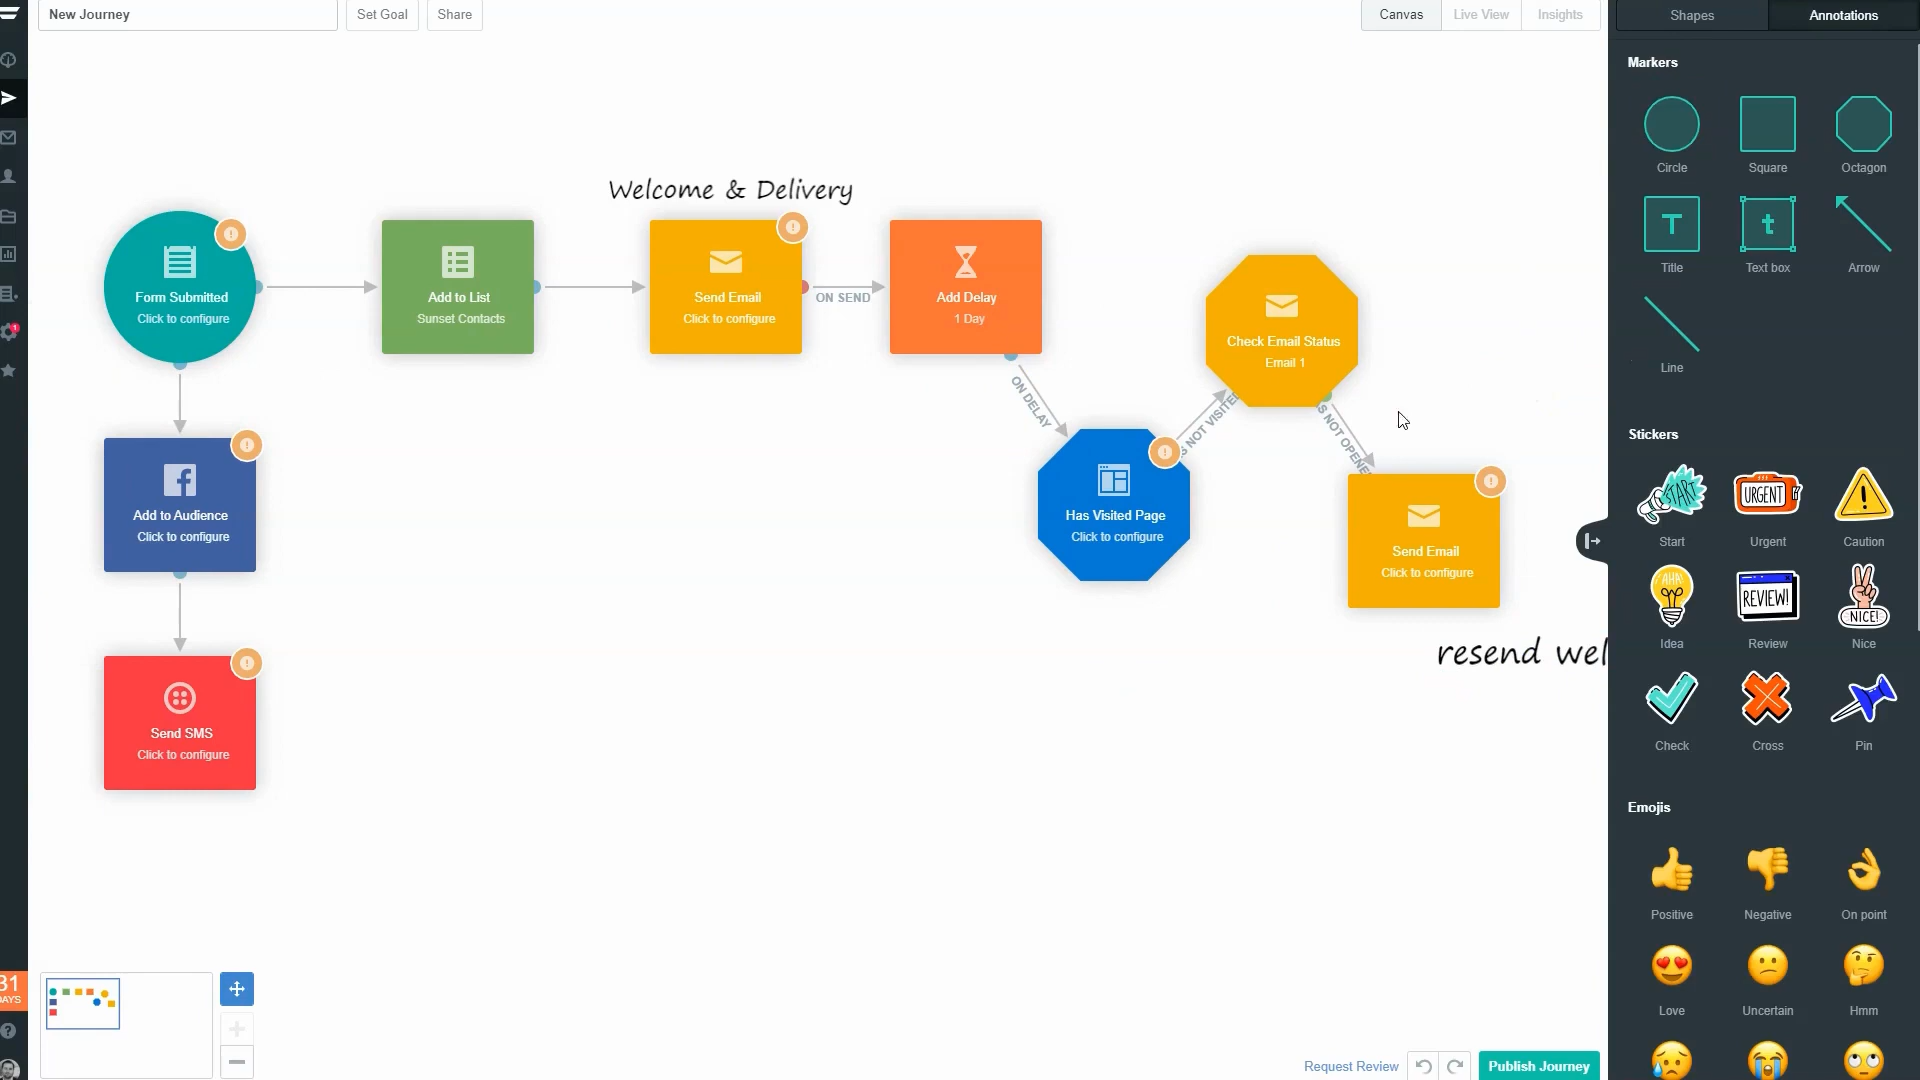 New Journey
Set Goal
Share
Canvas
Live View
Insights
Shapes
Annotations
Markers
Circle
Square
Octagon
T
t
Title
Text box
Arrow
Line
Welcome & Delivery
Form Submitted
Click to configure
Add to List
Sunset Contacts
Send Email
Click to configure
ON SEND
Add Delay
1 Day
ON DELAY
Has Visited Page
Click to configure
NOT VISITED
Check Email Status
Email 1
NOT OPENE
Send Email
Click to configure
resend wel
Add to Audience
Click to configure
Send SMS
Click to configure
Stickers
START
URGENT
Start
Urgent
Caution
AHA!
REVIEW!
NICE!
Idea
Review
Nice
Check
Cross
Pin
Emojis
Positive
Negative
On point
Love
Uncertain
Hmm
31
DAYS
Request Review
Publish Journey